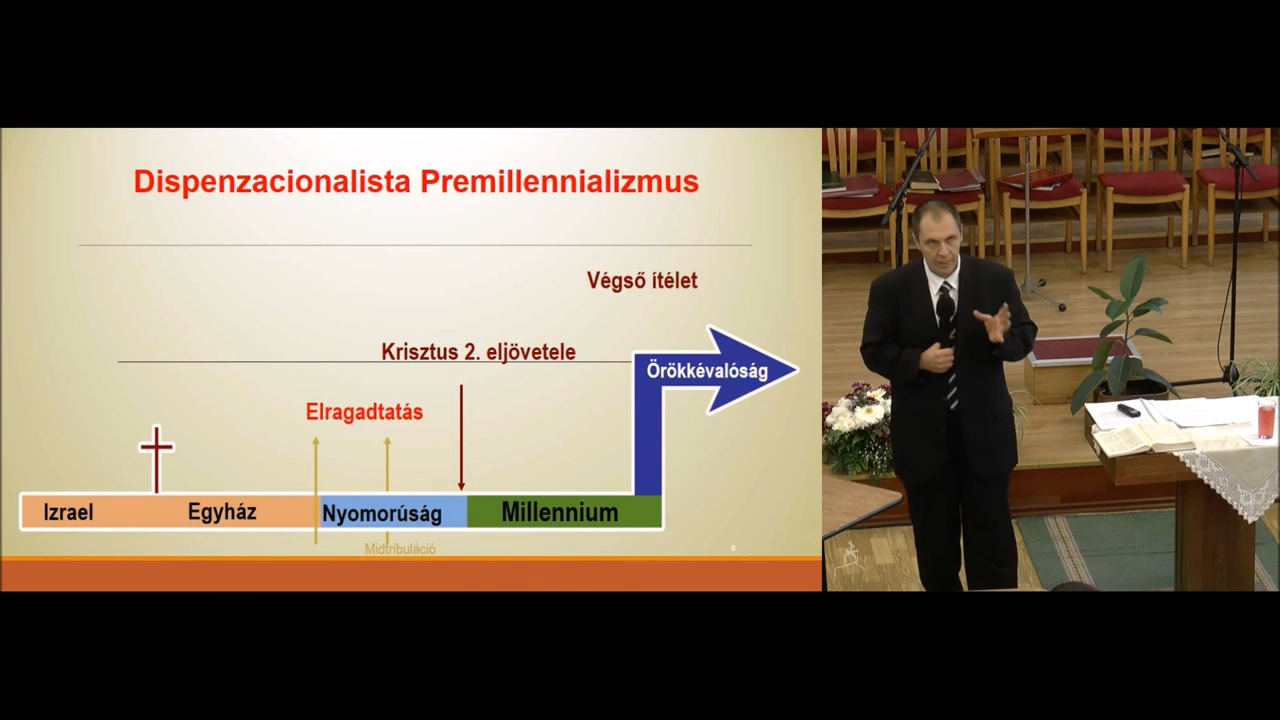 Dispenzacionalista Premillennializmus
Végső ítélet
Krisztus 2. eljövetele
Örökkévalóság
Elragadtatás
Izrael
Egyház
Nyomorúság
Millennium
Midtribuláció
8